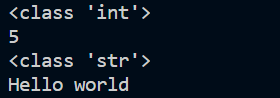 <class 'int'>
5
<class 'str'>
Hello world